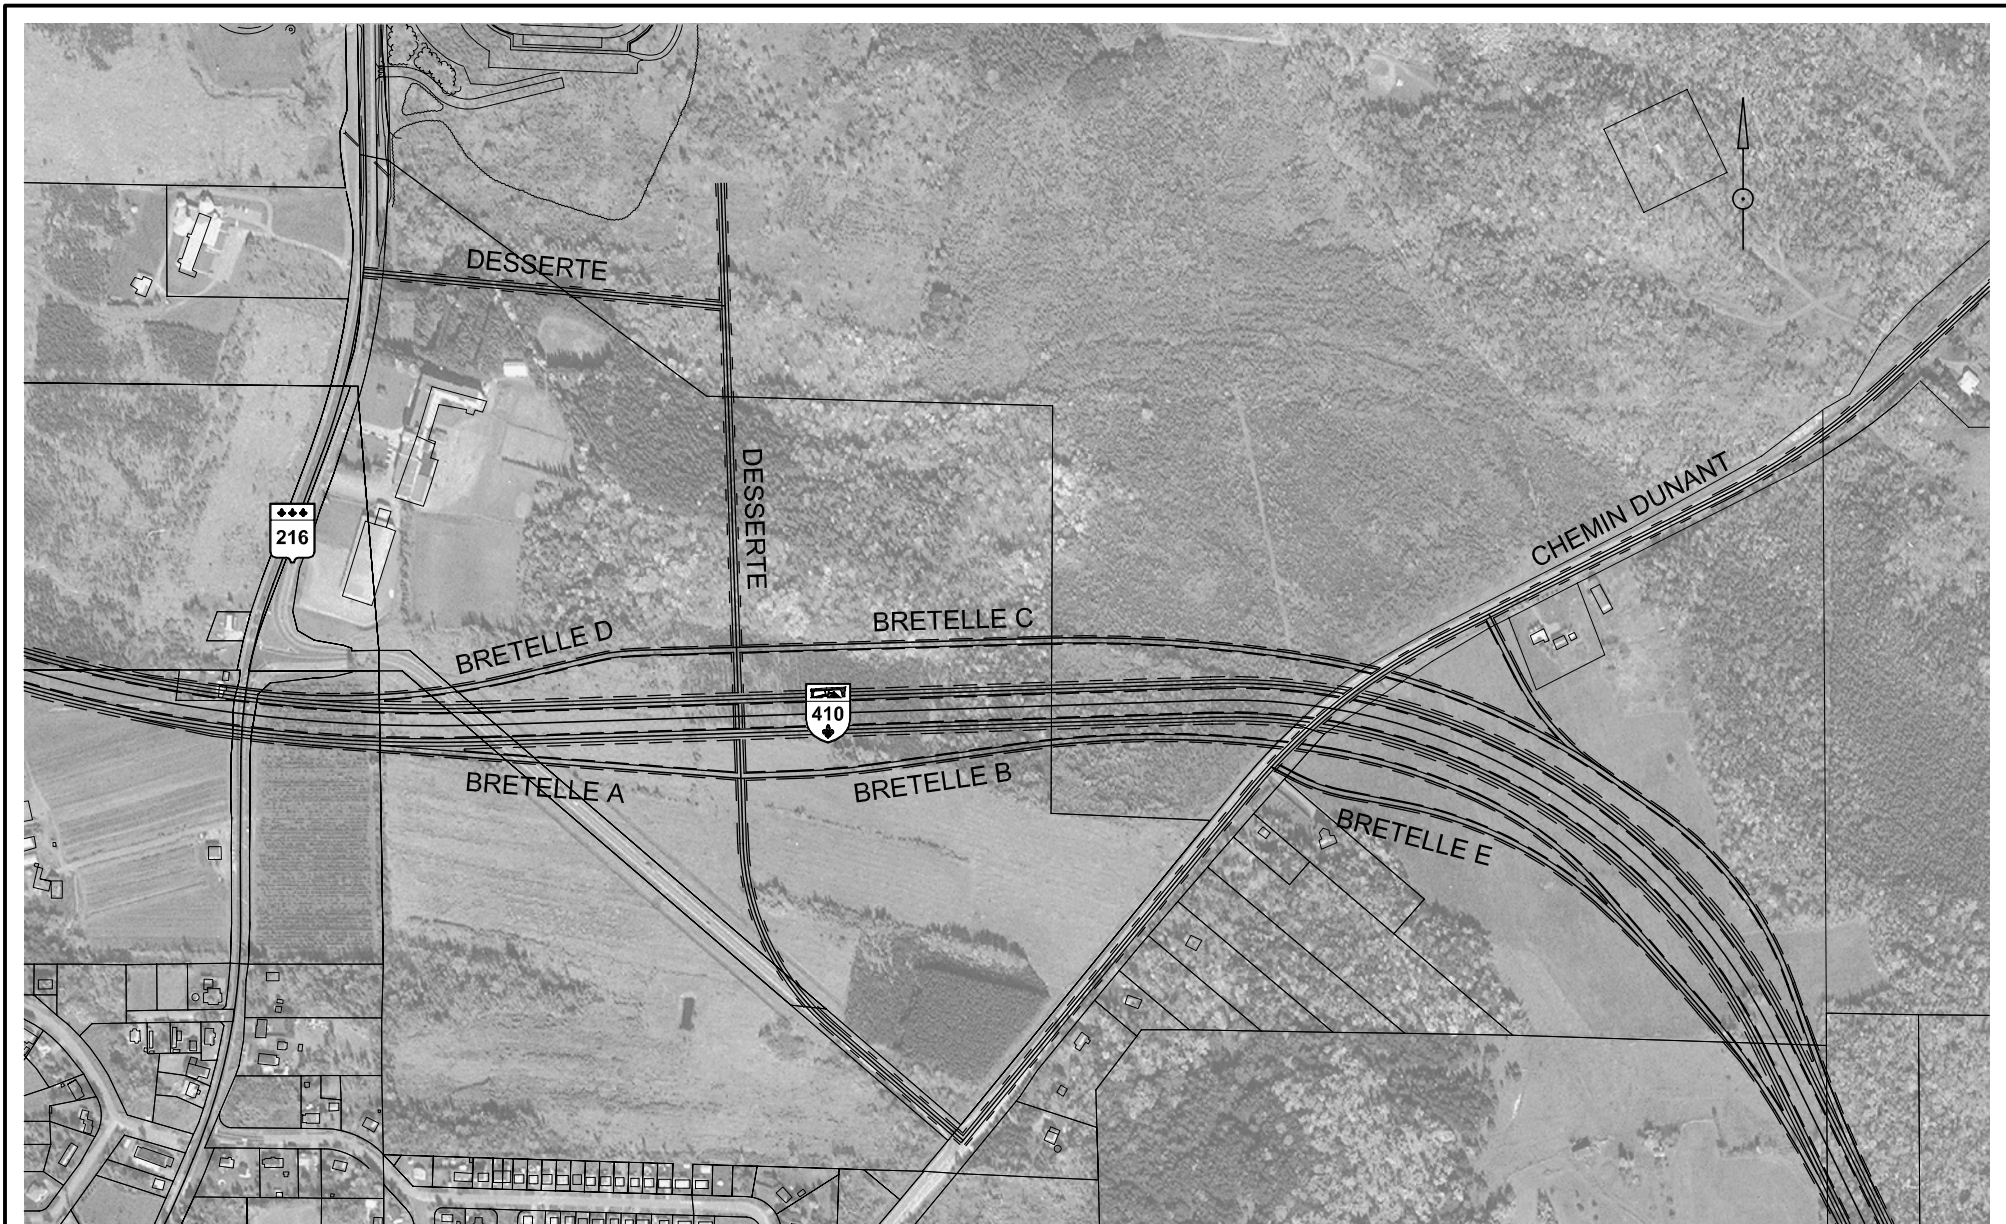 DESSERTE
DESSERTE
CHEMIN DUNANT
216
BRETELLE D
BRETELLE C
410
BRETELLE A
BRETELLE B
BRETELLE E